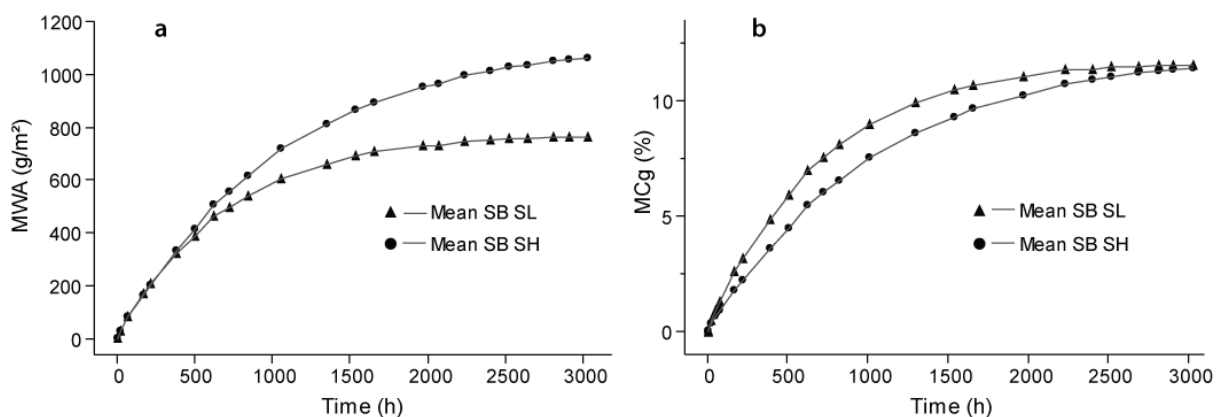 a
MWA (g/m²)
1200
1000
800
600
400
200
0
Mean SB SL
Mean SB SH
0 500 1000 1500 2000 2500 3000
Time (h)
b
MCg (%)
10
5
0
Mean SB SL
Mean SB SH
0 500 1000 1500 2000 2500 3000
Time (h)